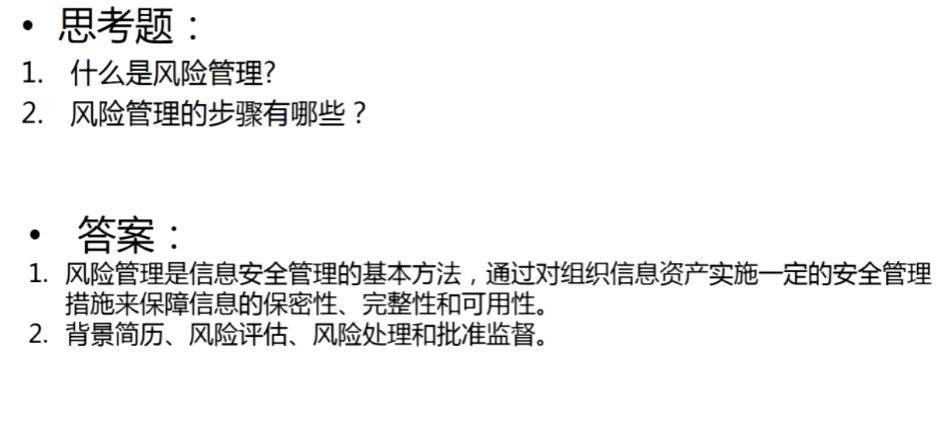 • 思考题：
1. 什么是风险管理?
2. 风险管理的步骤有哪些？
• 答案：
1. 风险管理是信息安全管理的基本方法，通过对组织信息资产实施一定的安全管理
措施来保障信息的保密性、完整性和可用性。
2. 背景简历、风险评估、风险处理和批准监督。